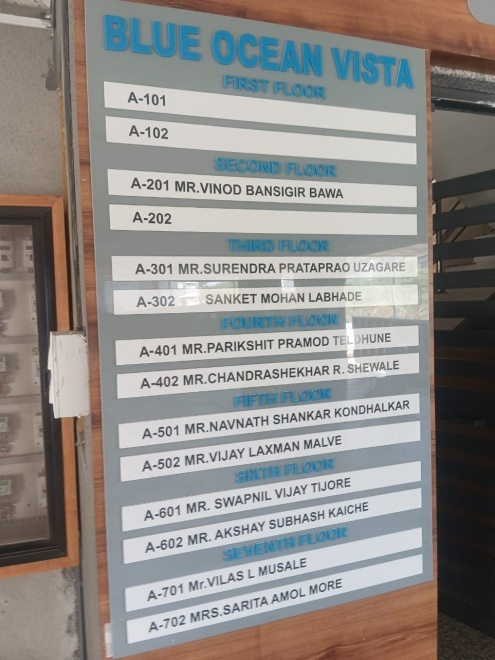 BLUE OCEAN VISTA
FIRST FLOOR
A-101
A-102
SECOND FLOOR
A-201 MR.VINOD BANSIGIR BAWA
A-202
THIRD FLOOR
A-301 MR.SURENDRA PRATAPRAO UZAGARE
A-302 SANKET MOHAN LABHADE
FOURTH FLOOR
A-401 MR.PARIKSHIT PRAMOD
A-402 MR.CHANDRASHEKHAR R. SHEWALE
FIFTH FLOOR
A-501 MR.NAVNATH SHANKAR KONDHALKAR
A-502 MR.VIJAY LAXMAN MALVE
SIXTH FLOOR
A-601 MR. SWAPNIL VIJAY TIJORE
A-602 MR. AKSHAY SUBHASH KAICHE
SEVENTH FLOOR
A-701 Mr.VILAS L MUSALE
A-702 MRS.SARITA AMOL MORE